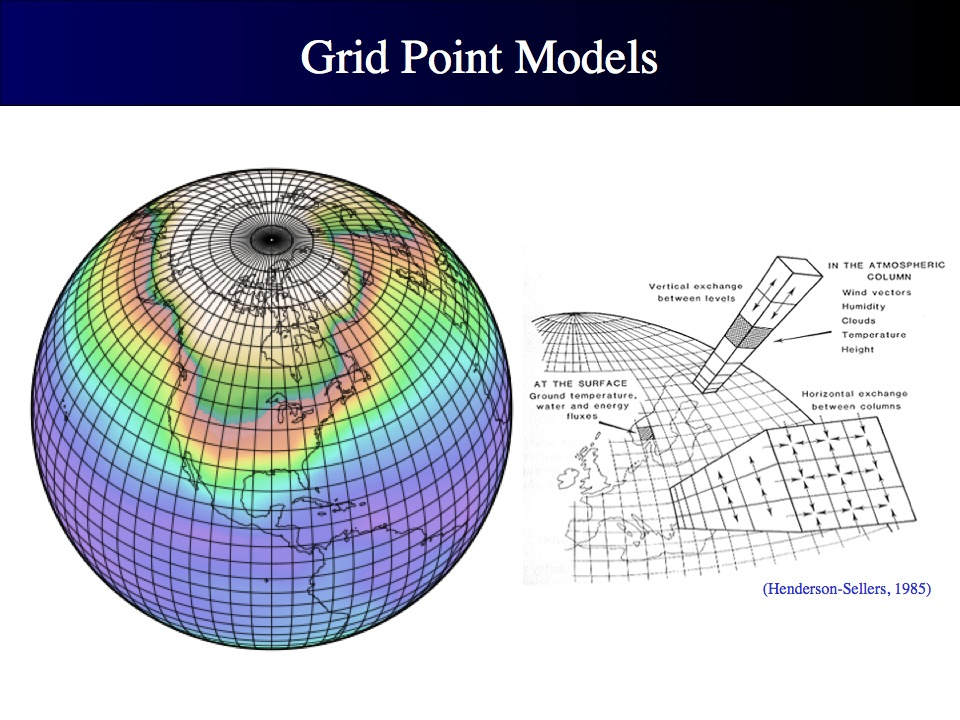 Grid Point Models
Vertical exchange
between levels
IN THE ATMOSPHERIC
COLUMN
Wind vectors
Humidity
Clouds
Temperature
Height
AT THE SURFACE
Ground temperature,
water and energy
fluxes
Horizontal exchange
between columns
(Henderson-Sellers, 1985)